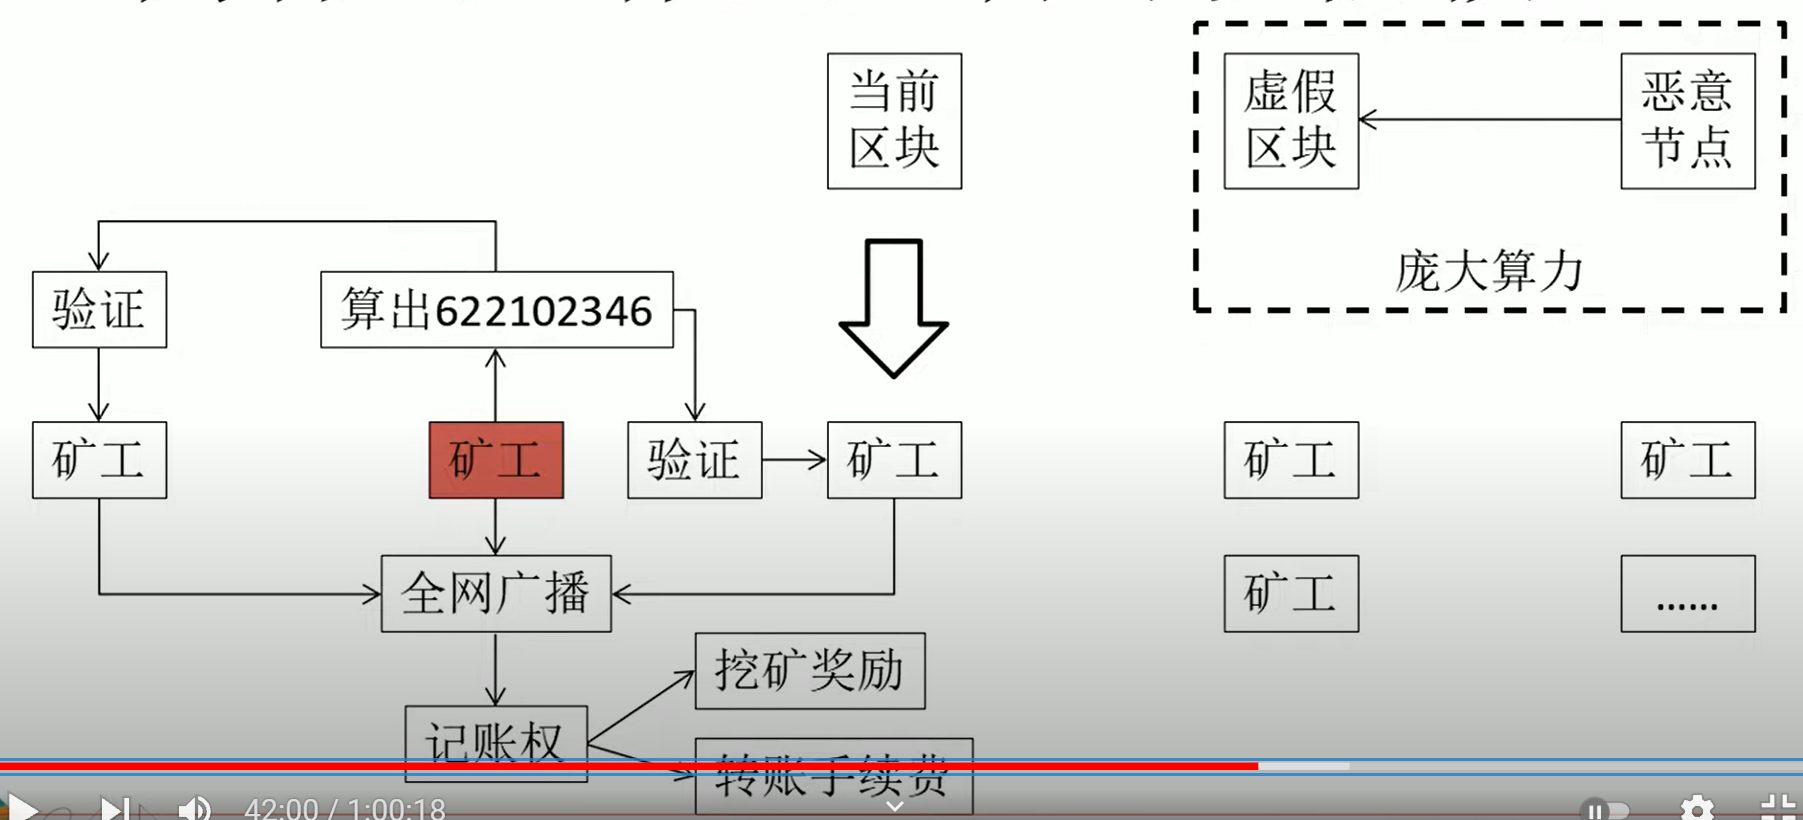 当前
区块
虚假
区块
恶意
节点
庞大算力
验证
算出622102346
矿工
矿工
验证
矿工
矿工
矿工
全网广播
矿工
......
挖矿奖励
记账权
转账手续费
42:00 / 1:00:18